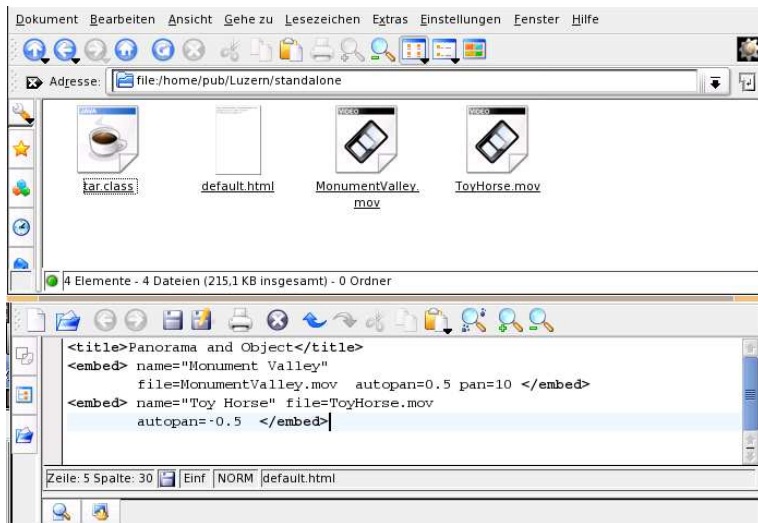 Dokument Bearbeiten Ansicht Gehe zu Lesezeichen Extras Einstellungen Fenster Hilfe
Adresse: file:/home/pub/Luzern/standalone
JAVA VIDEO VIDEO
tar.class default.html MonumentValley. ToyHorse.mov
mov
4 Elemente - 4 Dateien (215,1 KB insgesamt) - 0 Ordner
<title>Panorama and Object</title>
<embed> name="Monument Valley"
file=MonumentValley.mov autopan=0.5 pan=10 </embed>
<embed> name="Toy Horse" file=ToyHorse.mov
autopan=-0.5 </embed>
Zeile: 5 Spalte: 30 Einf NORM default.html